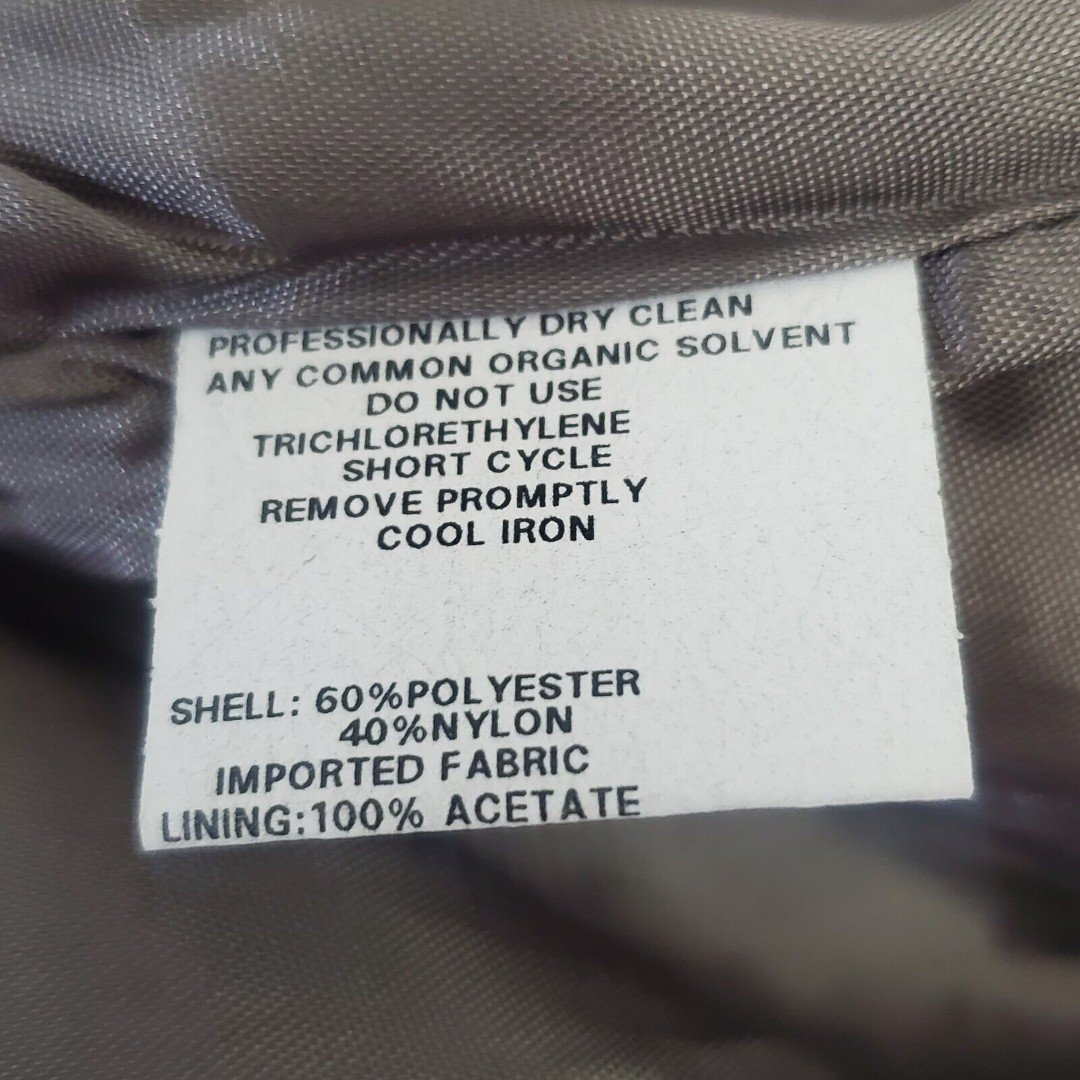 PROFESSIONALLY DRY CLEAN
ANY COMMON ORGANIC SOLVENT
DO NOT USE
TRICHLORETHYLENE
SHORT CYCLE
REMOVE PROMPTLY
COOL IRON
SHELL: 60%POLYESTER
40%NYLON
IMPORTED FABRIC
LINING:100% ACETATE